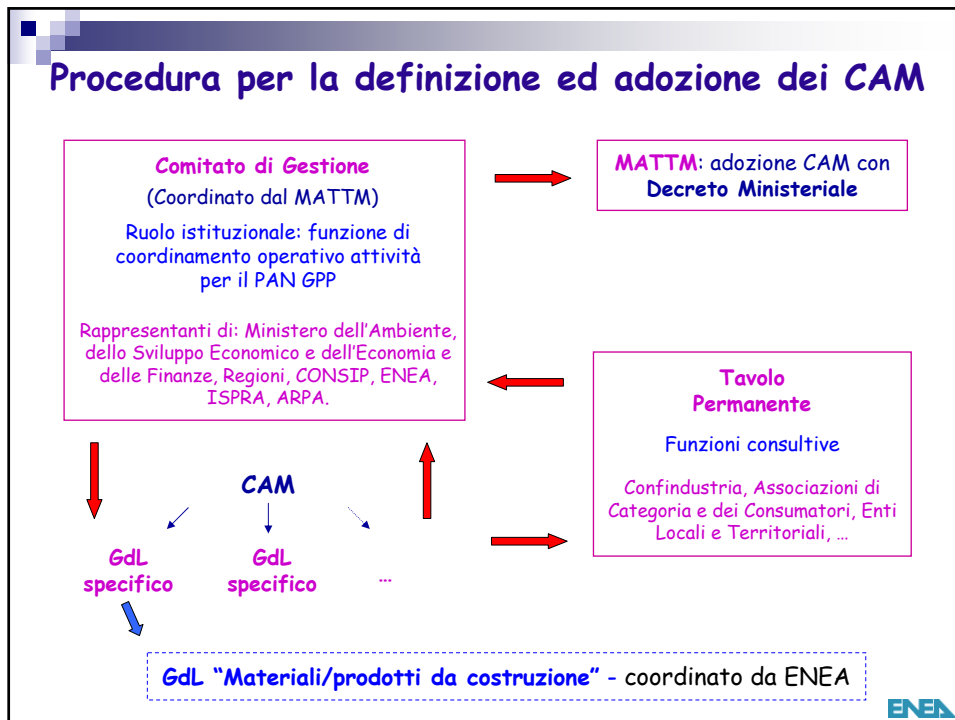 Procedura per la definizione ed adozione dei CAM
Comitato di Gestione
(Coordinato dal MATTM)
Ruolo istituzionale: funzione di
coordinamento operativo attività
per il PAN GPP
Rappresentanti di: Ministero dell’Ambiente,
dello Sviluppo Economico e dell’Economia e
delle Finanze, Regioni, CONSIP, ENEA,
ISPRA, ARPA.
MATTM: adozione CAM con
Decreto Ministeriale
Tavolo
Permanente
Funzioni consultive
Confindustria, Associazioni di
Categoria e dei Consumatori, Enti
Locali e Territoriali, …
CAM
GdL
specifico
GdL
specifico
…
GdL “Materiali/prodotti da costruzione” - coordinato da ENEA
ENEA